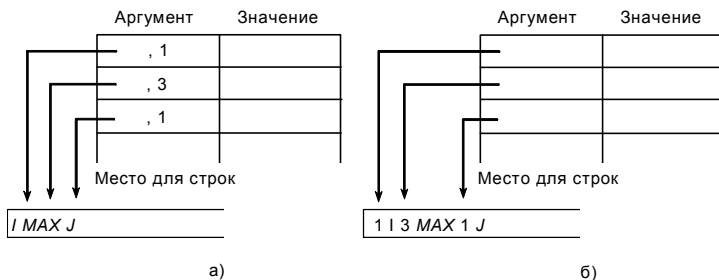 Аргумент Значение
, 1
, 3
, 1
Место для строк
I MAX J
а)
Аргумент Значение
Место для строк
1 I 3 MAX 1 J
б)